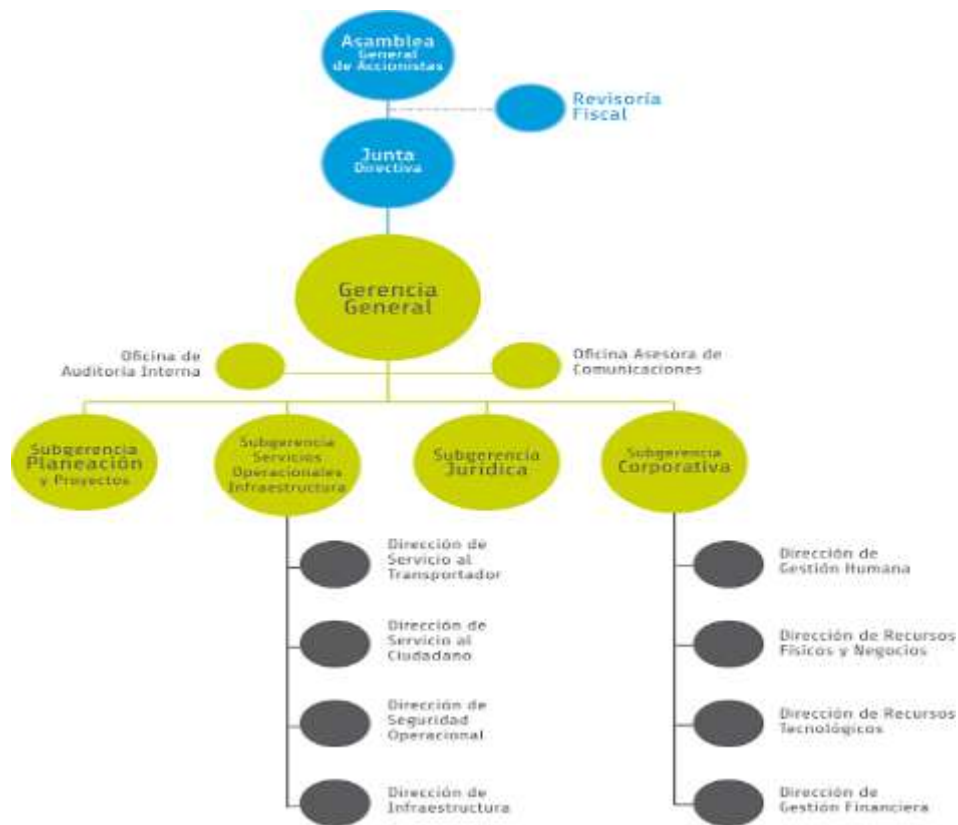 Asamblea
General
de Accionistas
Revisoría
Fiscal
Junta
Directiva
Gerencia
General
Oficina de
Auditoría Interna
Oficina Asesora de
Comunicaciones
Subgerencia
Planeación
y Proyectos
Subgerencia
Servicios
Operacionales
Infraestructura
Subgerencia
Jurídica
Subgerencia
Corporativa
Dirección de
Servicio al
Transportador
Dirección de
Gestión Humana
Dirección de
Servicio al
Ciudadano
Dirección de Recursos
Físicos y Negocios
Dirección de
Seguridad
Operacional
Dirección de Recursos
Tecnológicos
Dirección de
Infraestructura
Dirección de
Gestión Financiera